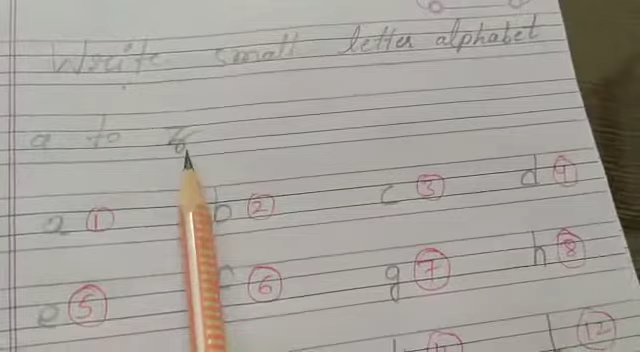 Write small letter alphabet
a to z
a ① b ② c ③ d ④
e ⑤ f ⑥ g ⑦ h ⑧
l ⑫